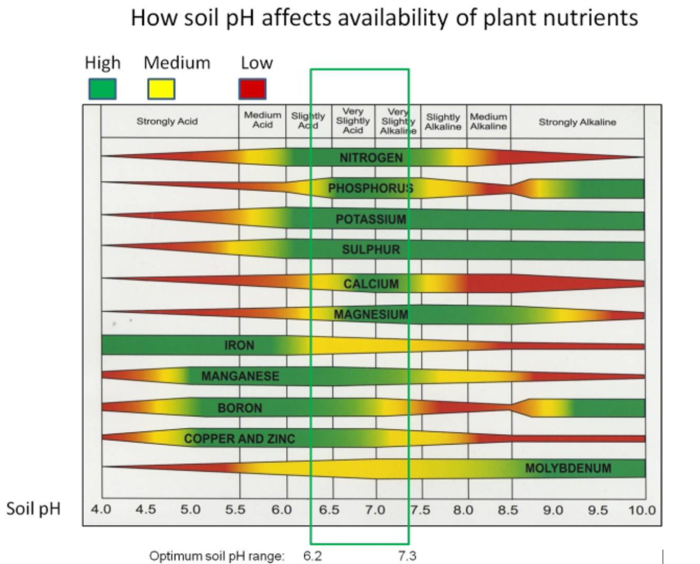 How soil pH affects availability of plant nutrients
High Medium Low
Strongly Acid
Medium Acid
Slightly Acid
Very Slightly Acid
Very Slightly Alkaline
Slightly Alkaline
Medium Alkaline
Strongly Alkaline
NITROGEN
PHOSPHORUS
POTASSIUM
SULPHUR
CALCIUM
MAGNESIUM
IRON
MANGANESE
BORON
COPPER AND ZINC
MOLYBDENUM
Soil pH 4.0 4.5 5.0 5.5 6.0 6.5 7.0 7.5 8.0 8.5 9.0 9.5 10.0
Optimum soil pH range: 6.2 7.3